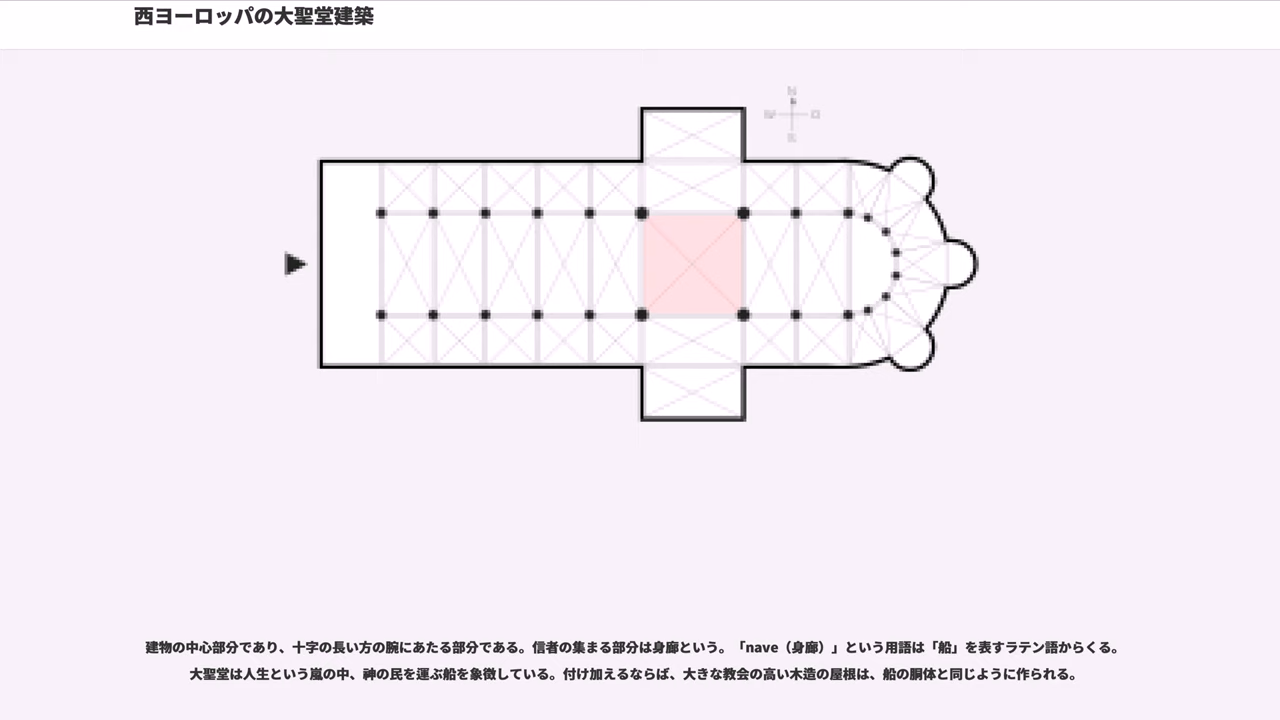 西ヨーロッパの大聖堂建築
N
S
建物の中心部分であり、十字の長い方の腕にあたる部分である。信者の集まる部分は身廊という。「nave（身廊）」という用語は「船」を表すラテン語からくる。
大聖堂は人生という嵐の中、神の民を運ぶ船を象徴している。付け加えるならば、大きな教会の高い木造の屋根は、船の胴体と同じように作られる。